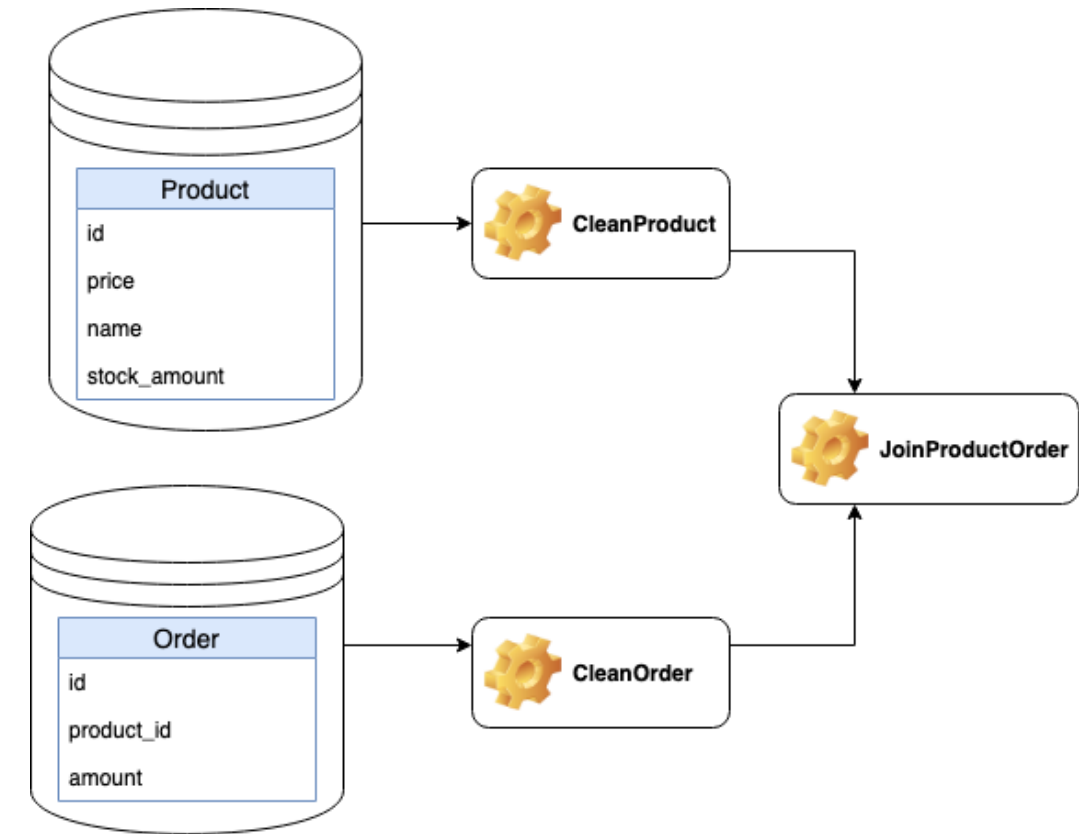 Product
id
price
name
stock_amount
CleanProduct
JoinProductOrder
Order
id
product_id
amount
CleanOrder